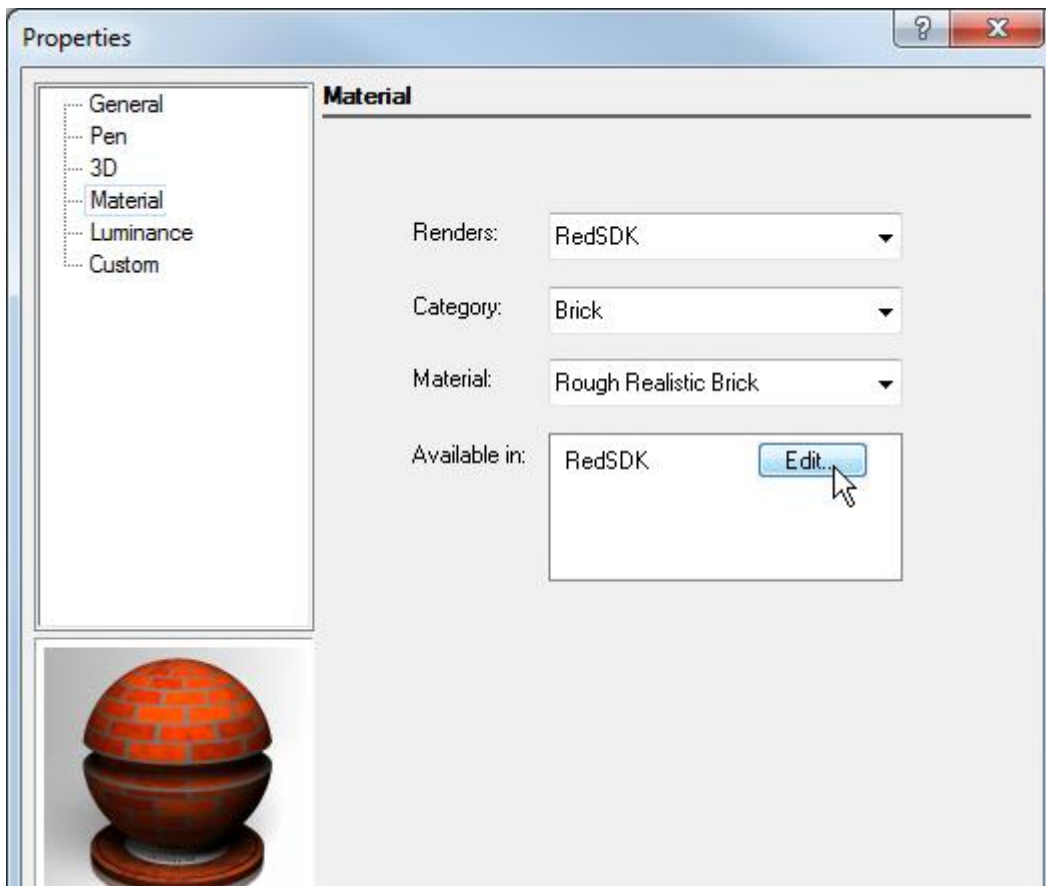 Properties
General
Pen
3D
Material
Luminance
Custom
Material
Renders: RedSDK
Category: Brick
Material: Rough Realistic Brick
Available in: RedSDK Edit...